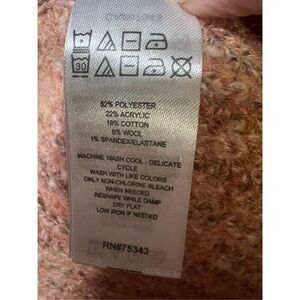 30
52% POLYESTER
22% ACRYLIC
19% COTTON
6% WOOL
1% SPANDEX/ELASTANE
MACHINE WASH COOL - DELICATE
CYCLE
WASH WITH LIKE COLORS
ONLY NON-CHLORINE BLEACH
WHEN NEEDED
RESHAPE WHILE DAMP
DRY FLAT
LOW IRON IF NEEDED
RN#75343